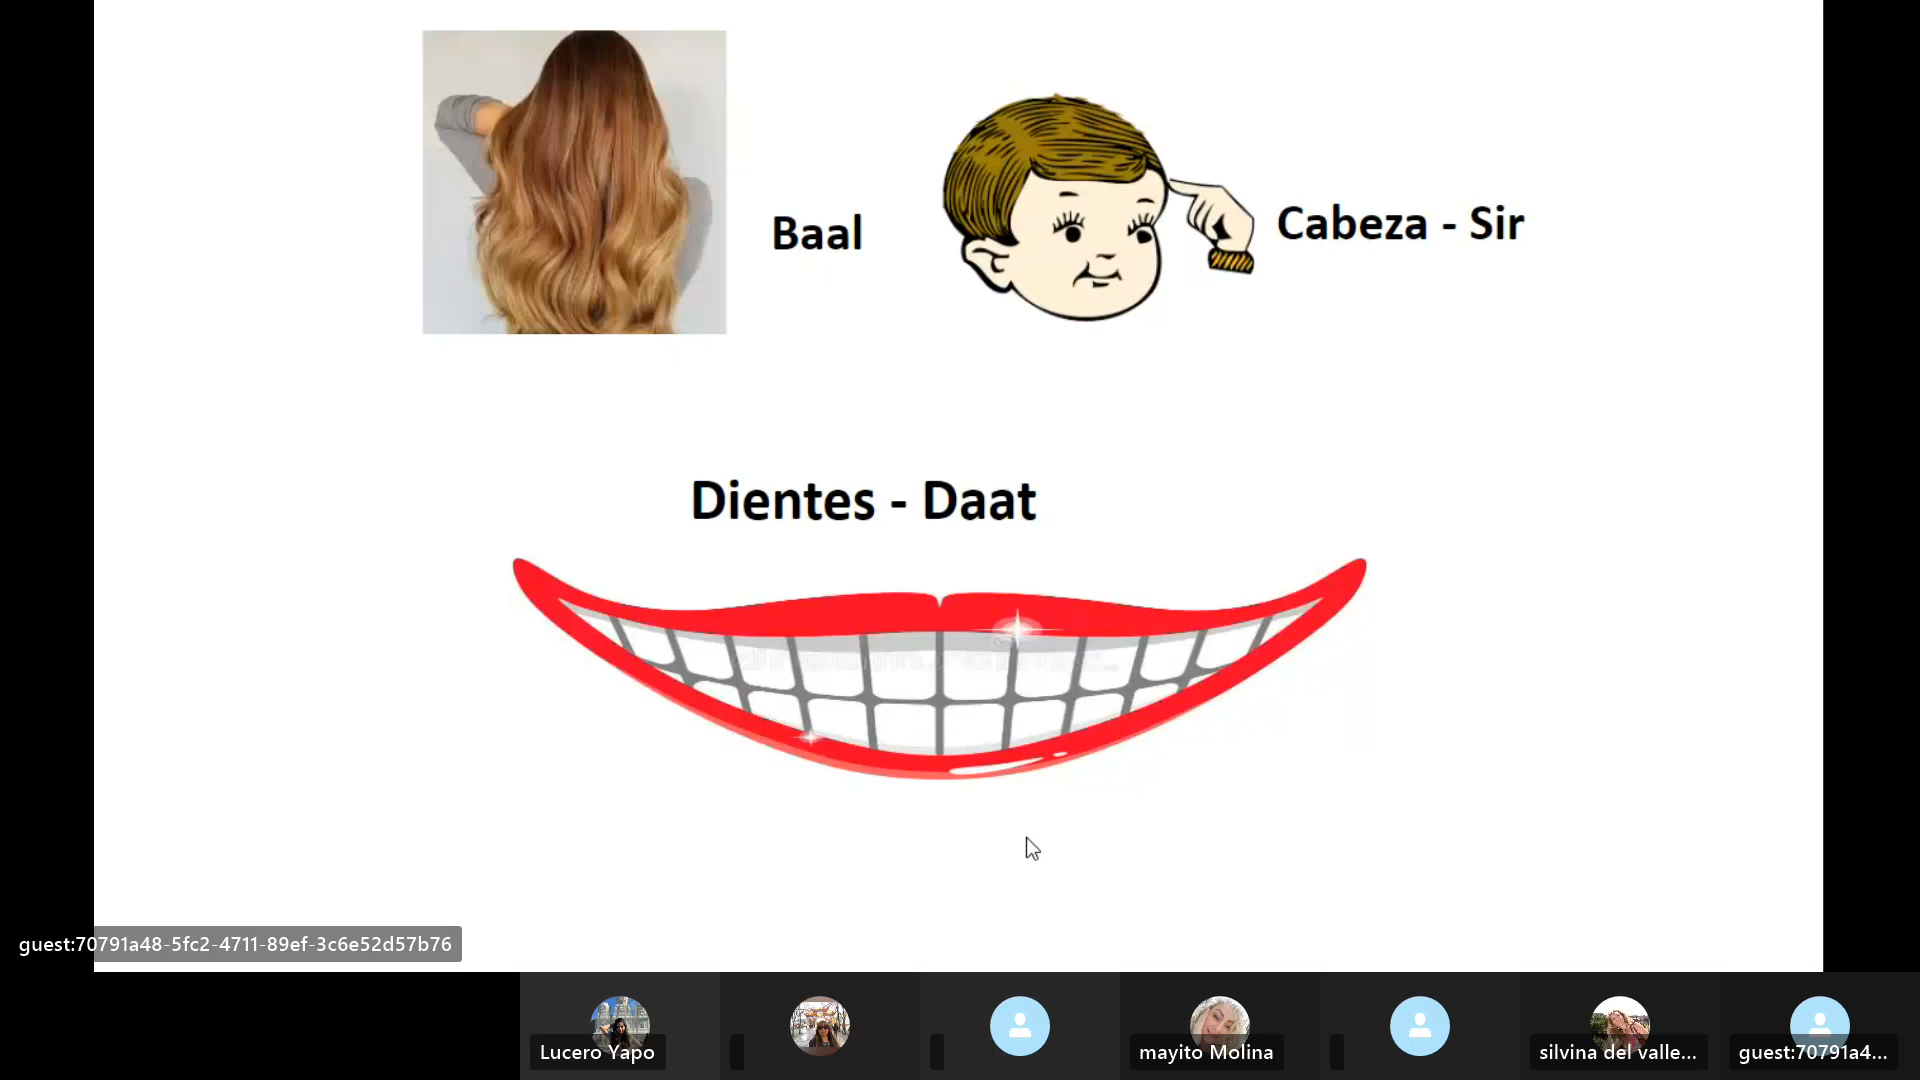 Baal
Cabeza - Sir
Dientes - Daat
guest:70791a48-5fc2-4711-89ef-3c6e52d57b76
Lucero Yapo
mayito Molina
silvina del valle...
guest:70791a4...